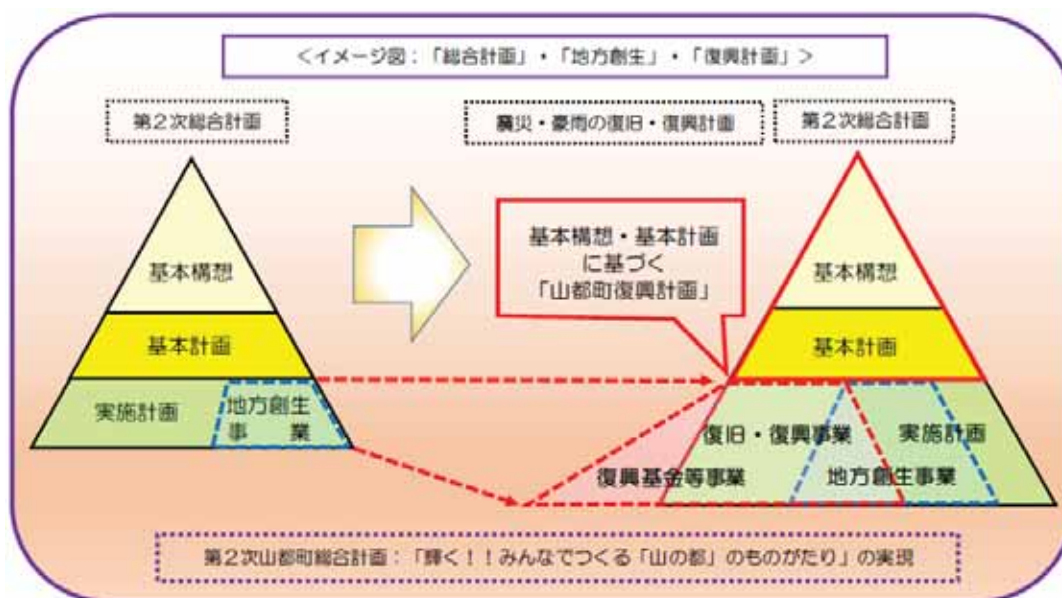 ＜イメージ図：「総合計画」・「地方創生」・「復興計画」＞
第２次総合計画
震災・豪雨の復旧・復興計画
第２次総合計画
基本構想
基本計画
実施計画
地方創生
事　業
基本構想・基本計画
に基づく
「山都町復興計画」
基本構想
基本計画
復旧・復興事業
実施計画
復興基金等事業
地方創生事業
第２次山都町総合計画：「輝く！！みんなでつくる「山の都」のものがたり」の実現